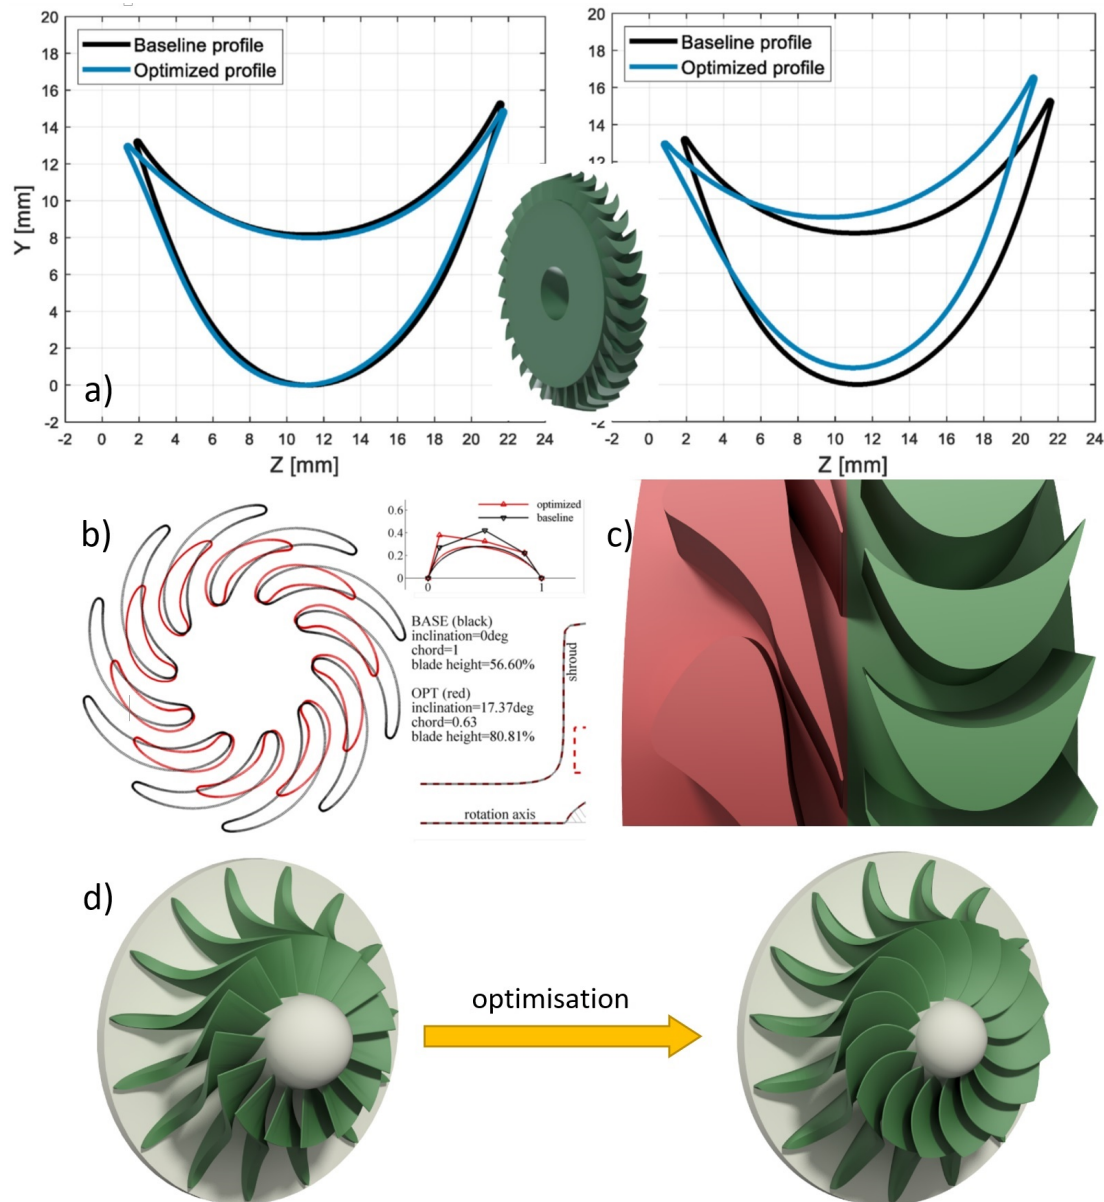 20
18
16
14
12
10
8
6
4
2
0
-2
-2 0 2 4 6 8 10 12 14 16 18 20 22 24
Y [mm]
Z [mm]
Baseline profile
Optimized profile
a)
20
18
16
14
12
-2
-2 0 2 4 6 8 10 12 14 16 18 20 22 24
Z [mm]
Baseline profile
Optimized profile
b)
0.6
0.4
0.2
0
0 1
optimized
baseline
BASE (black)
inclination=0deg
chord=1
blade height=56.60%
OPT (red)
inclination=17.37deg
chord=0.63
blade height=80.81%
shroud
rotation axis
c)
d)
optimisation